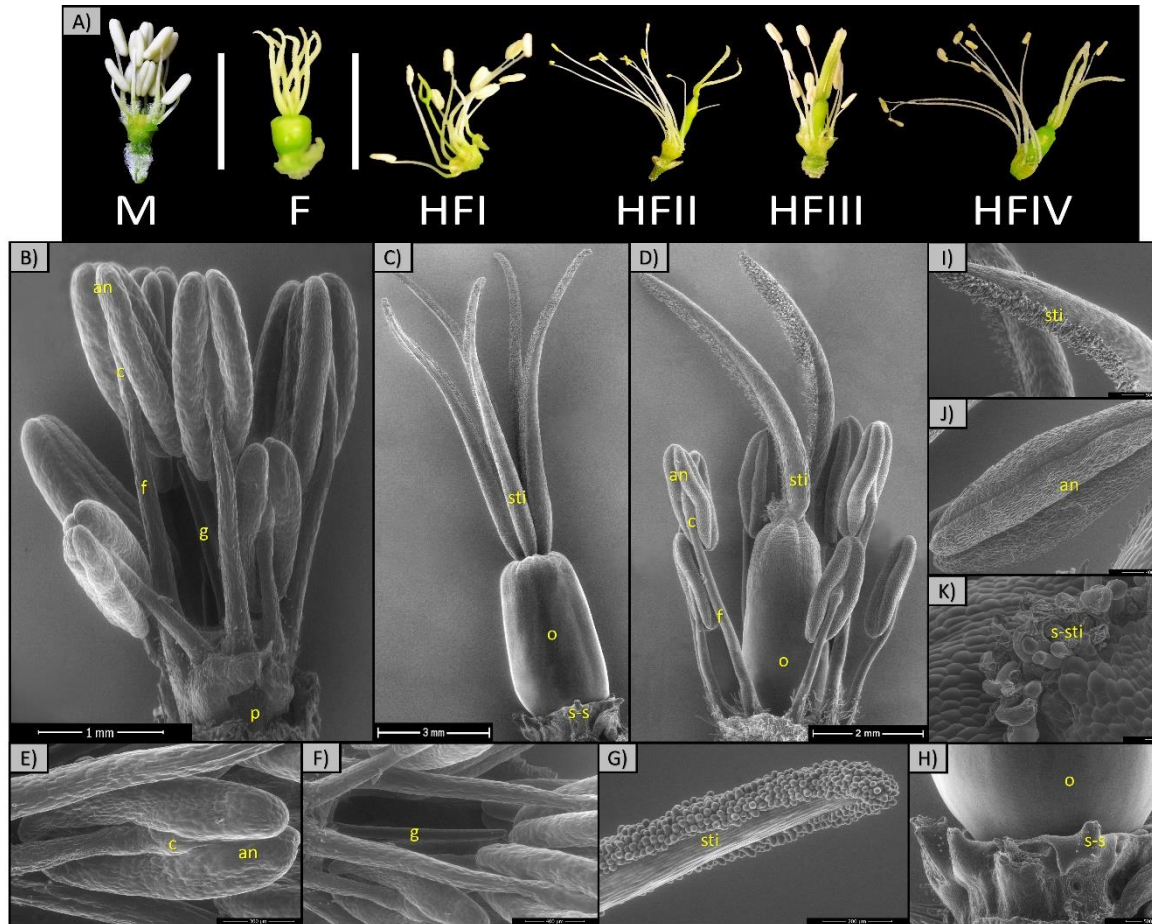 A)
M F HFI HFII HFIII HFIV
B)
an
c
f
g
p
1 mm
C)
sti
o
s-s
3 mm
D)
an
sti
c
f
o
2 mm
I)
sti
J)
an
K)
s-sti
E)
c
an
F)
g
G)
sti
H)
o
s-s